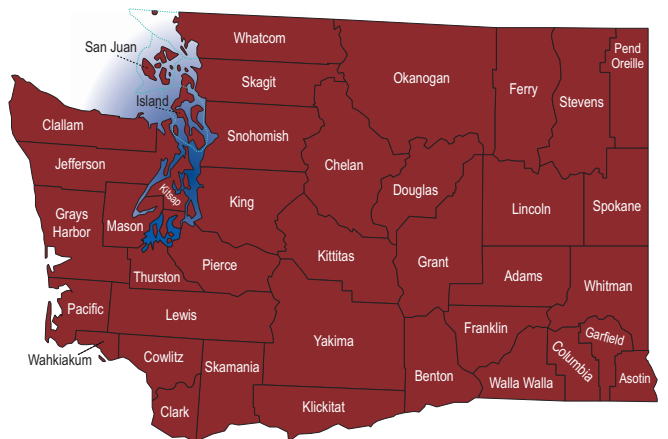 Whatcom
San Juan
Pend
Oreille
Okanogan
Skagit
Ferry
Stevens
Island
Clallam
Snohomish
Chelan
Jefferson
Douglas
Kitsap
King
Lincoln
Spokane
Grays
Harbor
Mason
Kittitas
Grant
Pierce
Thurston
Adams
Whitman
Pacific
Lewis
Franklin
Garfield
Yakima
Wahkiakum
Cowlitz
Skamania
Columbia
Benton
Walla Walla
Asotin
Clark
Klickitat